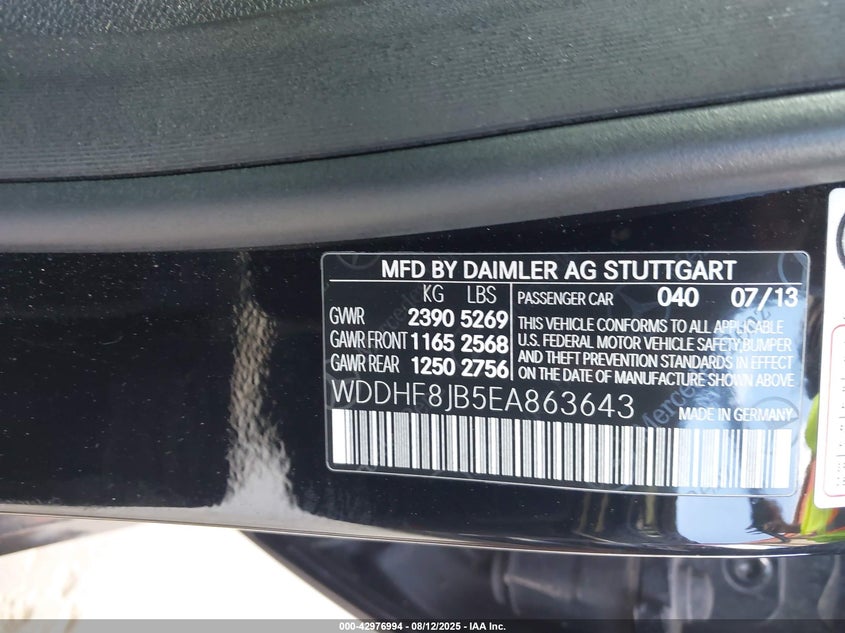 MFD BY DAIMLER AG STUTTGART
KG LBS
GVWR 2390 5269
GAWR FRONT 1165 2568
GAWR REAR 1250 2756
PASSENGER CAR 040 07/13
THIS VEHICLE CONFORMS TO ALL APPLICABLE
U.S. FEDERAL MOTOR VEHICLE SAFETY, BUMPER
AND THEFT PREVENTION STANDARDS IN EFFECT
ON THE DATE OF MANUFACTURE SHOWN ABOVE
WDDHF8JB5EA863643
MADE IN GERMANY
000-42976994 - 08/12/2025 - IAA Inc.